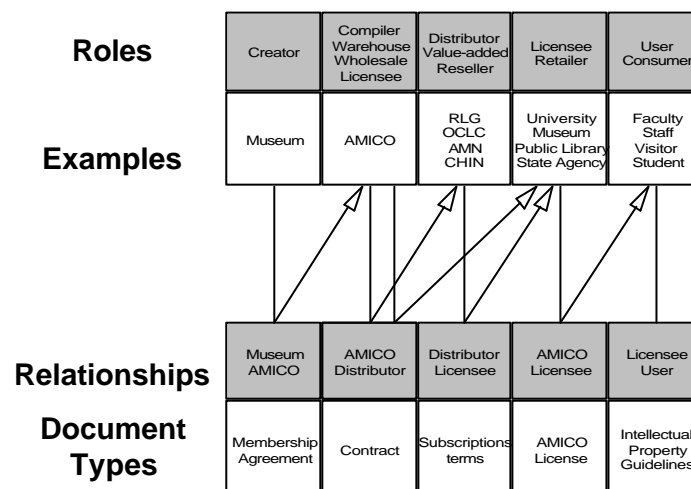 Roles
Creator
Compiler
Warehouse
Wholesale
Licensee
Distributor
Value-added
Reseller
Licensee
Retailer
User
Consumer
Examples
Museum
AMICO
RLG
OCLC
AMN
CHIN
University
Museum
Public Library
State Agency
Faculty
Staff
Visitor
Student
Relationships
Museum
AMICO
AMICO
Distributor
Distributor
Licensee
AMICO
Licensee
Licensee
User
Document
Types
Membership
Agreement
Contract
Subscriptions
terms
AMICO
License
Intellectual
Property
Guidelines